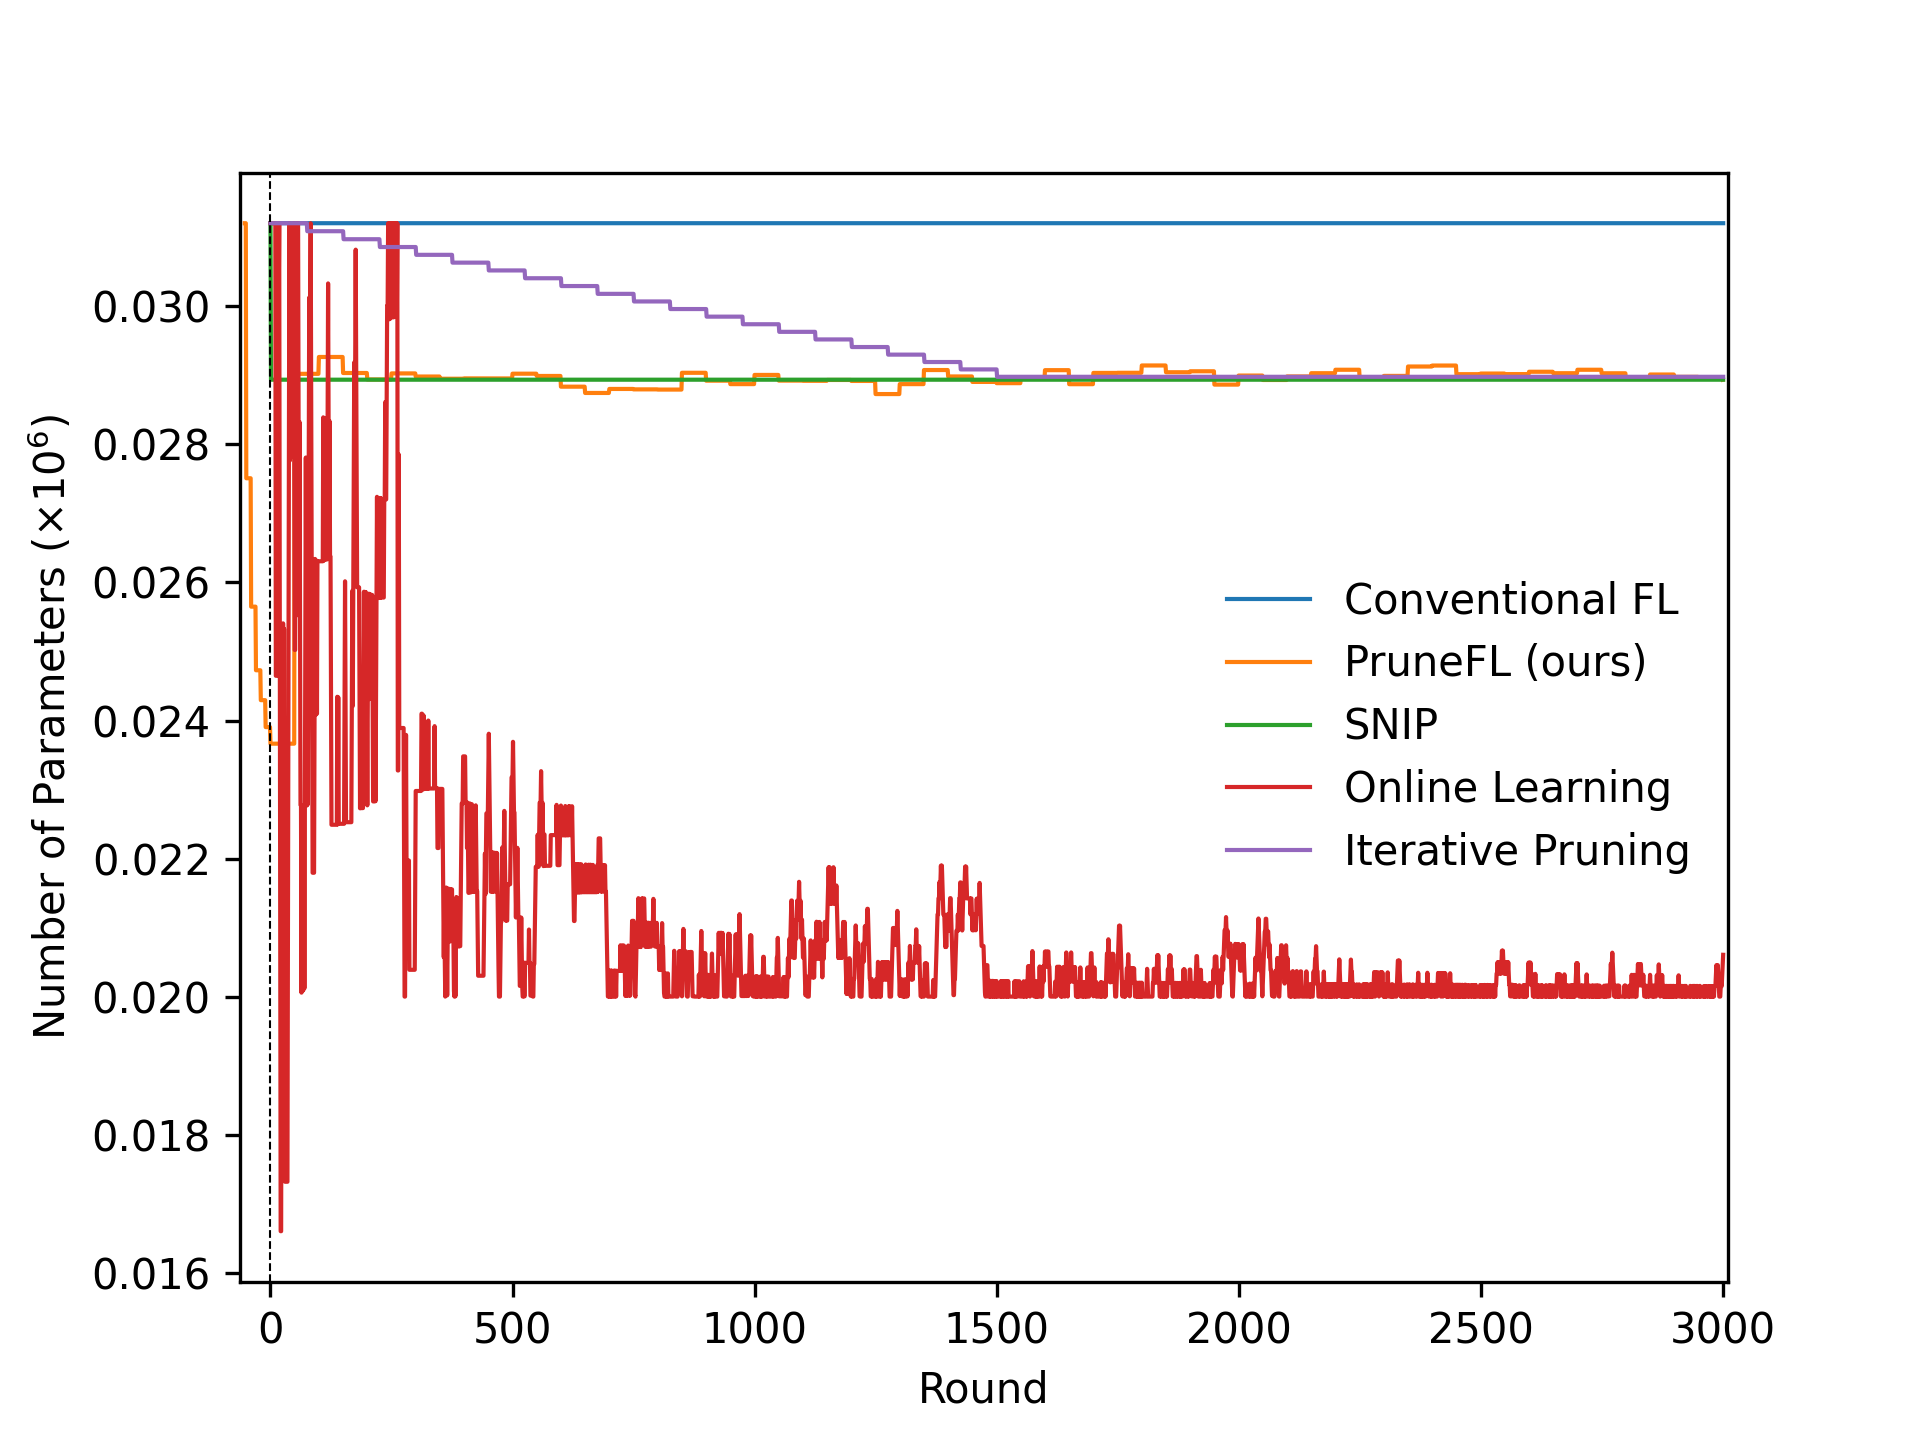 Number of Parameters (×10⁶)
0.030
0.028
0.026
0.024
0.022
0.020
0.018
0.016
Conventional FL
PruneFL (ours)
SNIP
Online Learning
Iterative Pruning
0 500 1000 1500 2000 2500 3000
Round